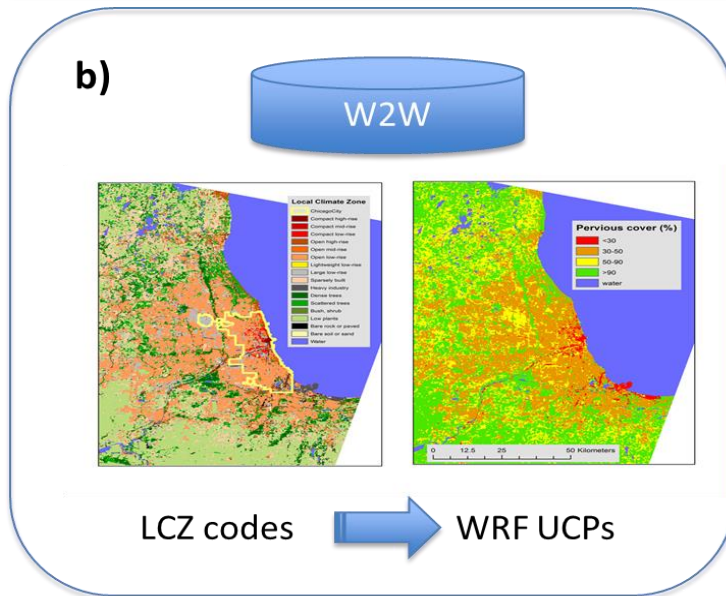 b)
W2W
Local Climate Zone
ChicagoCity
Compact high-rise
Compact mid-rise
Compact low-rise
Open high-rise
Open mid-rise
Open low-rise
Lightweight low-rise
Large low-rise
Sparsely built
Heavy industry
Dense trees
Scattered trees
Bush, shrub
Low plants
Bare rock or paved
Bare soil or sand
Water
Pervious cover (%)
<30
30-50
50-90
>90
water
0 12.5 25 50 Kilometers
LCZ codes
WRF UCPs